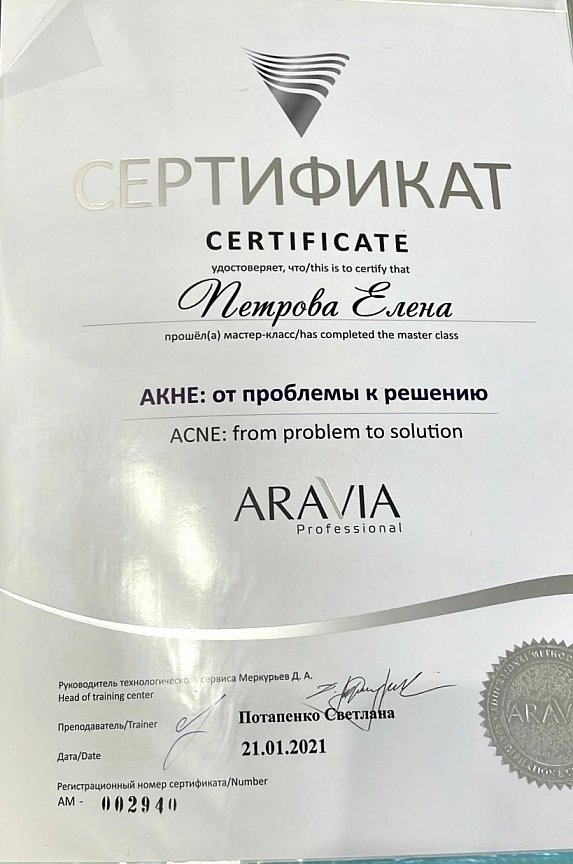 СЕРТИФИКАТ
CERTIFICATE
удостоверяет, что/this is to certify that
Петрова Елена
прошёл(а) мастер-класс/has completed the master class
АКНЕ: от проблемы к решению
ACNE: from problem to solution
ARAVIA
Professional
Руководитель технологического сервиса Меркурьев Д. А.
Head of training center
Преподаватель/Trainer
Потапенко Светлана
Дата/Date
21.01.2021
Регистрационный номер сертификата/Number
АМ - 002940